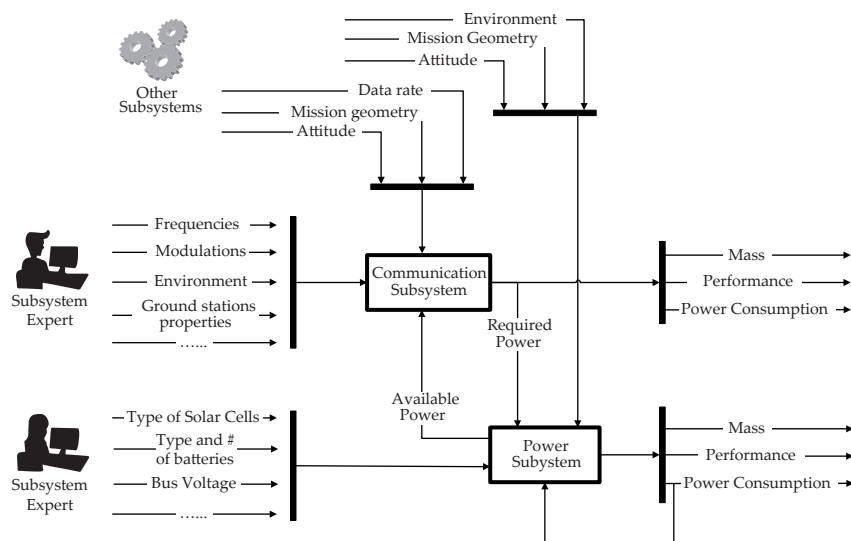 Environment
Mission Geometry
Attitude
Other
Subsystems
Data rate
Mission geometry
Attitude
Subsystem
Expert
Frequencies
Modulations
Environment
Ground stations
properties
…...
Communication
Subsystem
Required
Power
Mass
Performance
Power Consumption
Available
Power
Subsystem
Expert
Type of Solar Cells
Type and #
of batteries
Bus Voltage
…...
Power
Subystem
Mass
Performance
Power Consumption